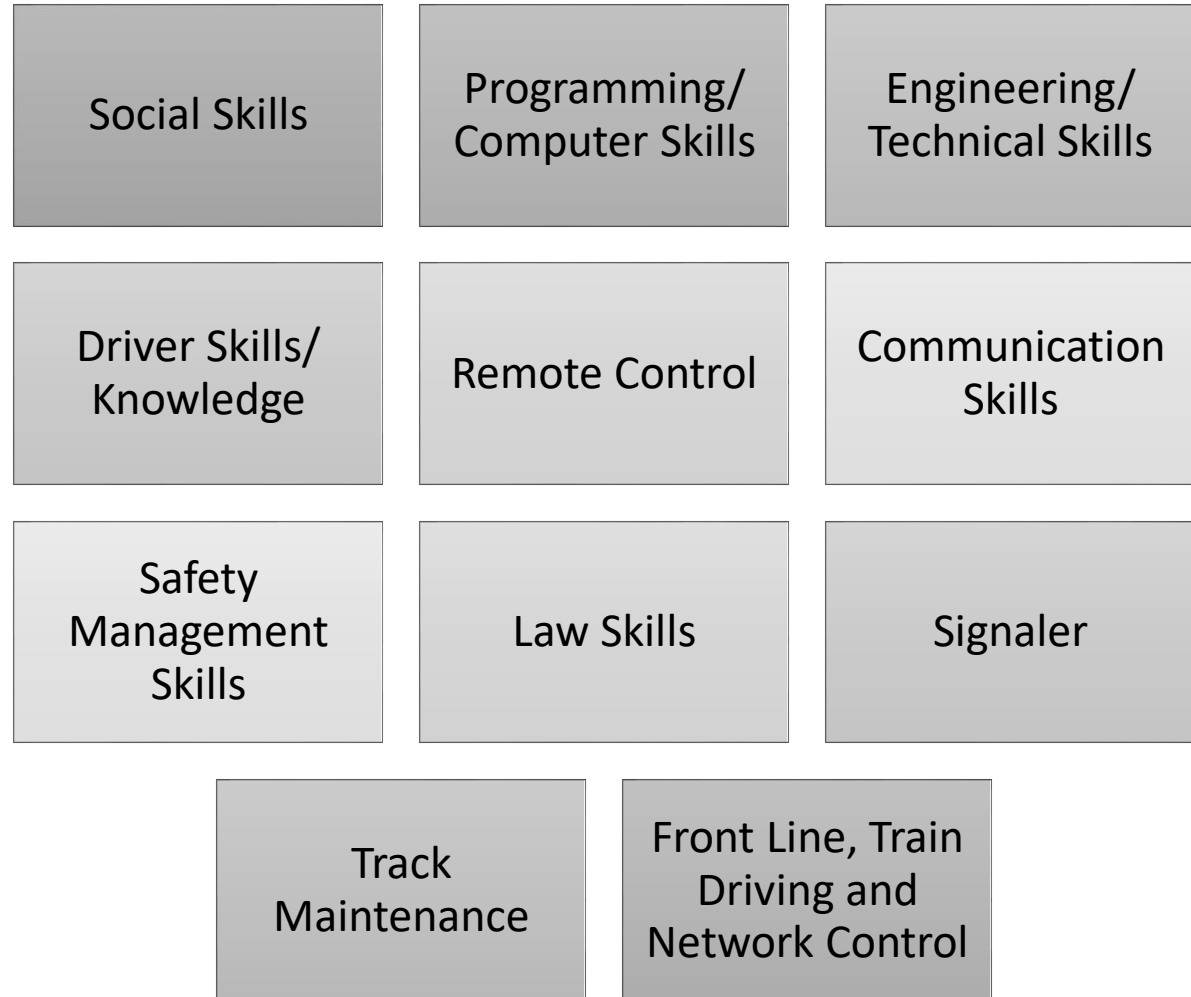 Social Skills
Programming/
Computer Skills
Engineering/
Technical Skills
Driver Skills/
Knowledge
Remote Control
Communication
Skills
Safety
Management
Skills
Law Skills
Signaler
Track
Maintenance
Front Line, Train
Driving and
Network Control